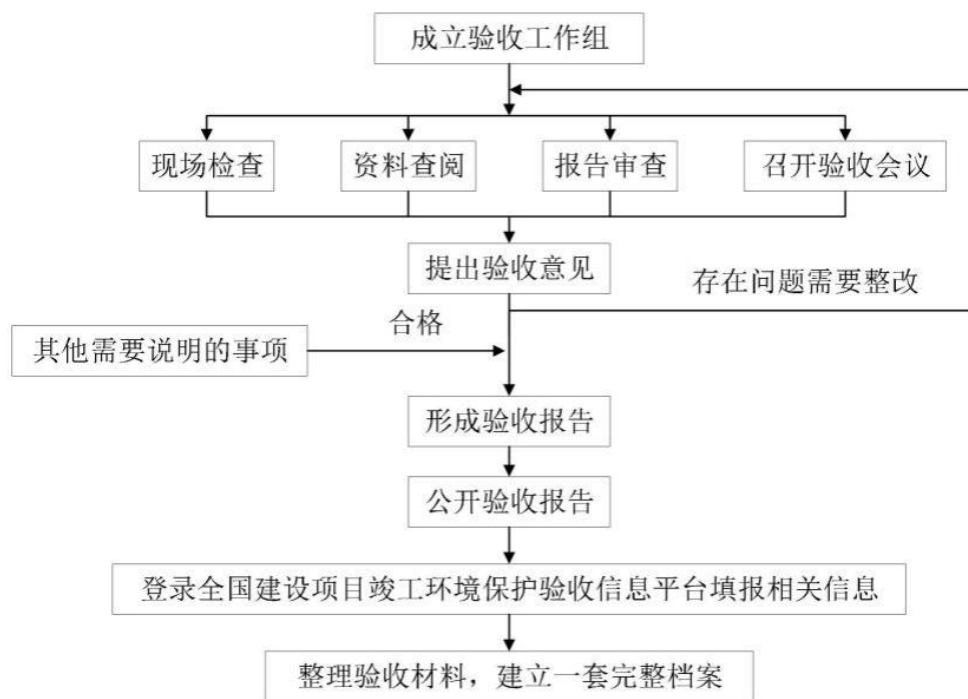 成立验收工作组
现场检查
资料查阅
报告审查
召开验收会议
提出验收意见
存在问题需要整改
合格
其他需要说明的事项
形成验收报告
公开验收报告
登录全国建设项目竣工环境保护验收信息平台填报相关信息
整理验收材料，建立一套完整档案